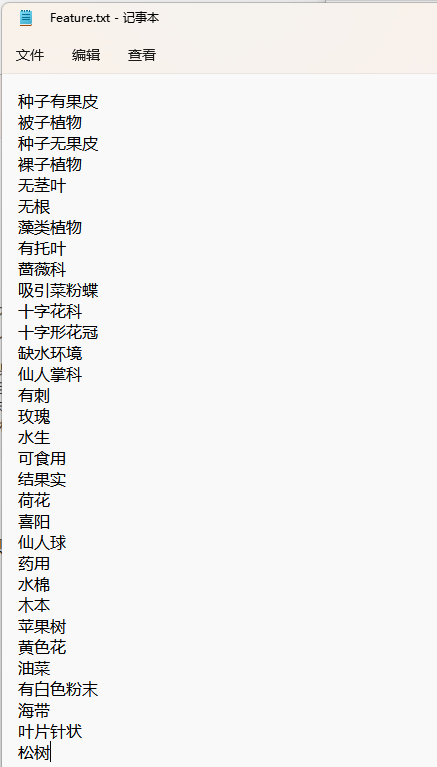 Feature.txt - 记事本
文件 编辑 查看
种子有果皮
被子植物
种子无果皮
裸子植物
无茎叶
无根
藻类植物
有托叶
蔷薇科
吸引菜粉蝶
十字花科
十字形花冠
缺水环境
仙人掌科
有刺
玫瑰
水生
可食用
结果实
荷花
喜阳
仙人球
药用
水棉
木本
苹果树
黄色花
油菜
有白色粉末
海带
叶片针状
松树